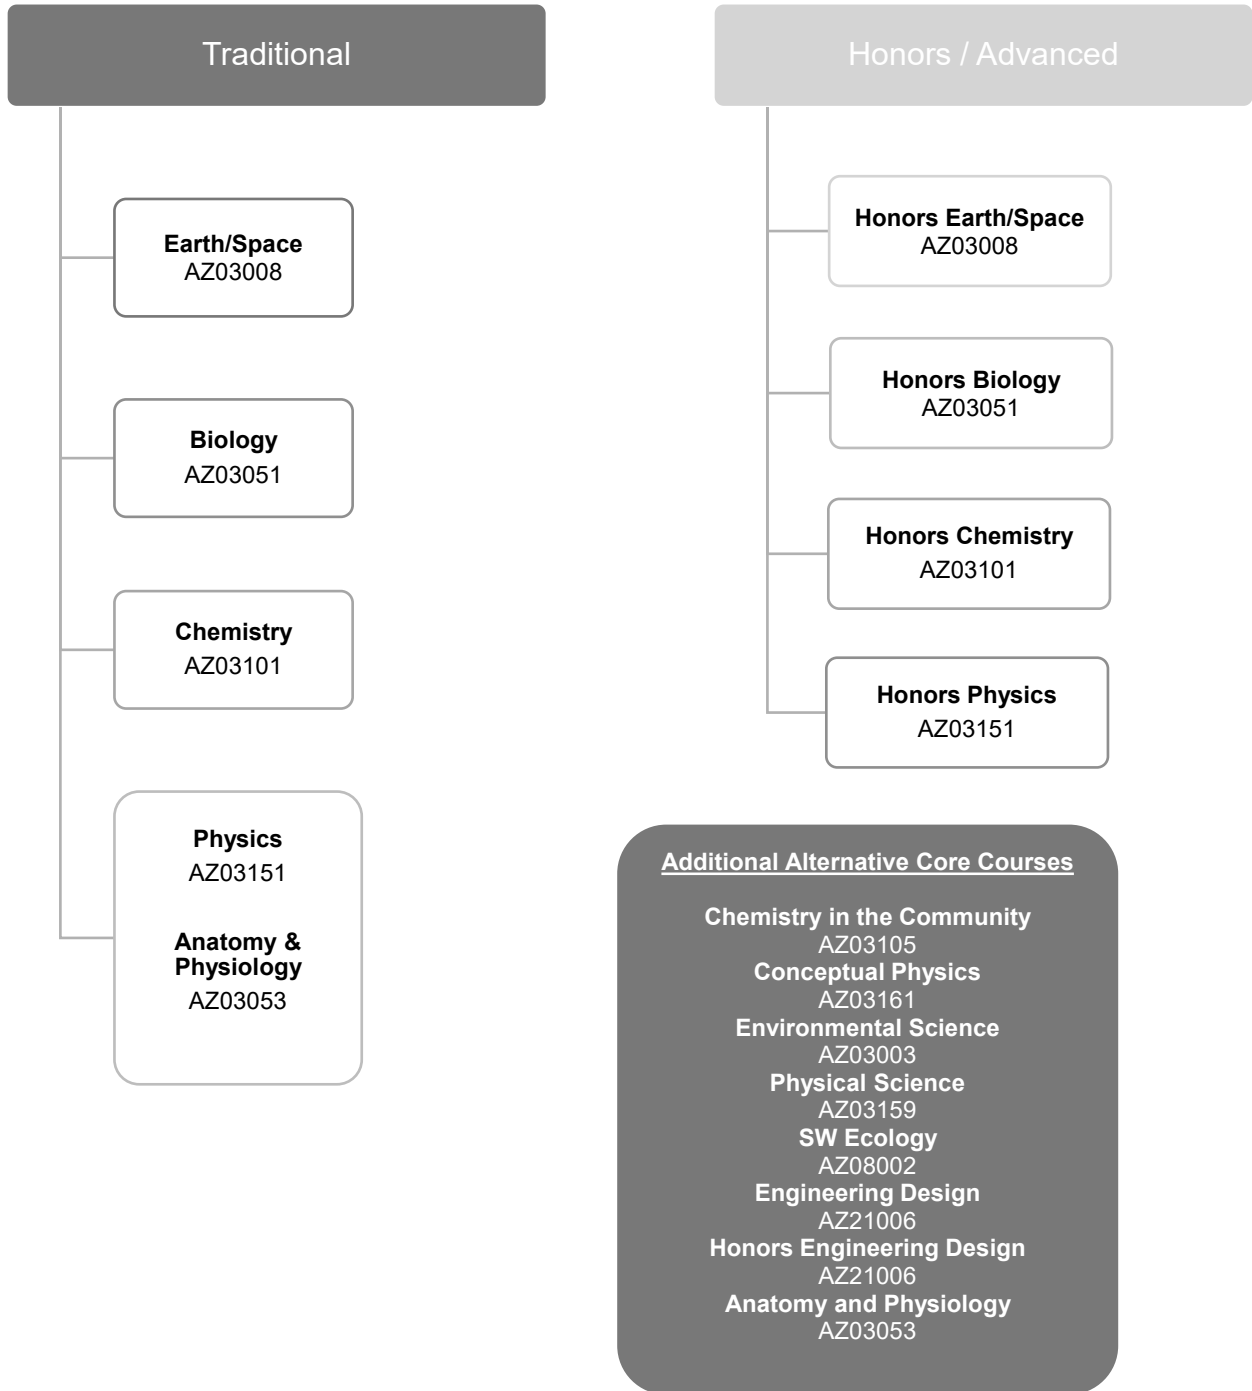 Traditional
Earth/Space
AZ03008
Biology
AZ03051
Chemistry
AZ03101
Physics
AZ03151
Anatomy &
Physiology
AZ03053
Honors / Advanced
Honors Earth/Space
AZ03008
Honors Biology
AZ03051
Honors Chemistry
AZ03101
Honors Physics
AZ03151
Additional Alternative Core Courses
Chemistry in the Community
AZ03105
Conceptual Physics
AZ03161
Environmental Science
AZ03003
Physical Science
AZ03159
SW Ecology
AZ08002
Engineering Design
AZ21006
Honors Engineering Design
AZ21006
Anatomy and Physiology
AZ03053